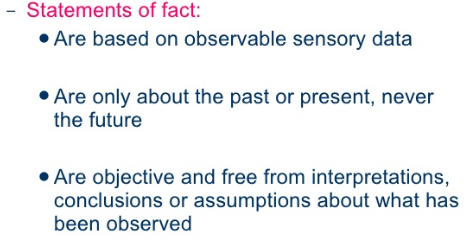 – Statements of fact:
• Are based on observable sensory data
• Are only about the past or present, never
the future
• Are objective and free from interpretations,
conclusions or assumptions about what has
been observed